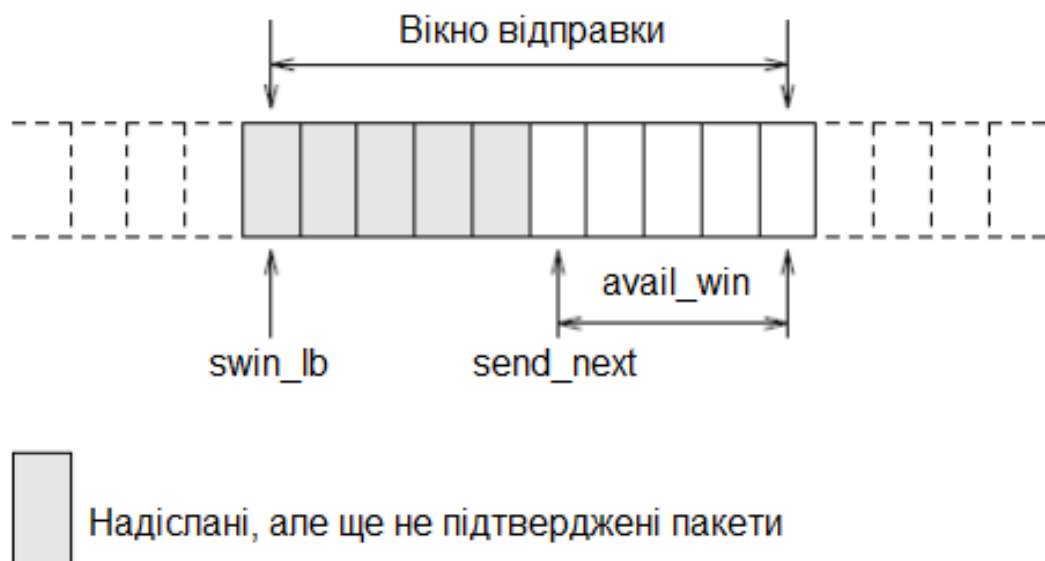 Вікно відправки
avail_win
swin_lb
send_next
Надіслані, але ще не підтверджені пакети